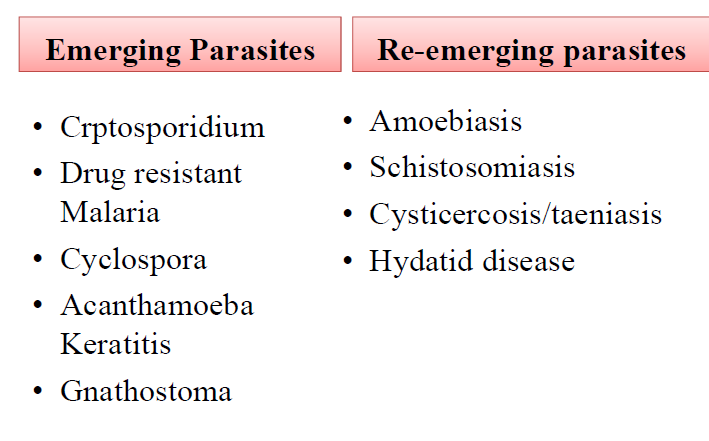 Emerging Parasites
• Crptosporidium
• Drug resistant
Malaria
• Cyclospora
• Acanthamoeba
Keratitis
• Gnathostoma
Re-emerging parasites
• Amoebiasis
• Schistosomiasis
• Cysticercosis/taeniasis
• Hydatid disease